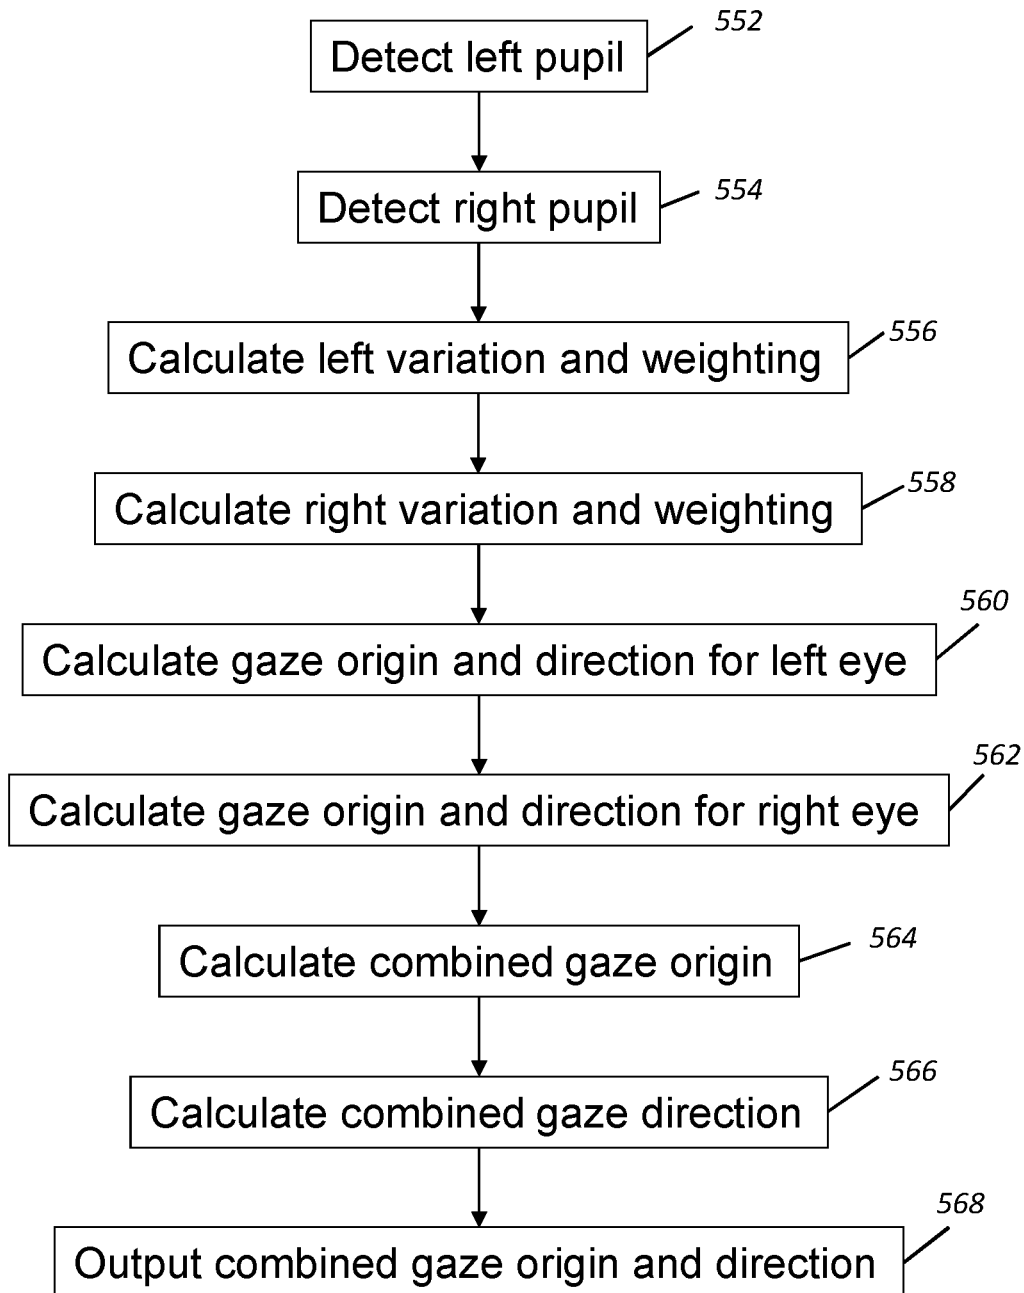 552
Detect left pupil
554
Detect right pupil
556
Calculate left variation and weighting
558
Calculate right variation and weighting
560
Calculate gaze origin and direction for left eye
562
Calculate gaze origin and direction for right eye
564
Calculate combined gaze origin
566
Calculate combined gaze direction
568
Output combined gaze origin and direction